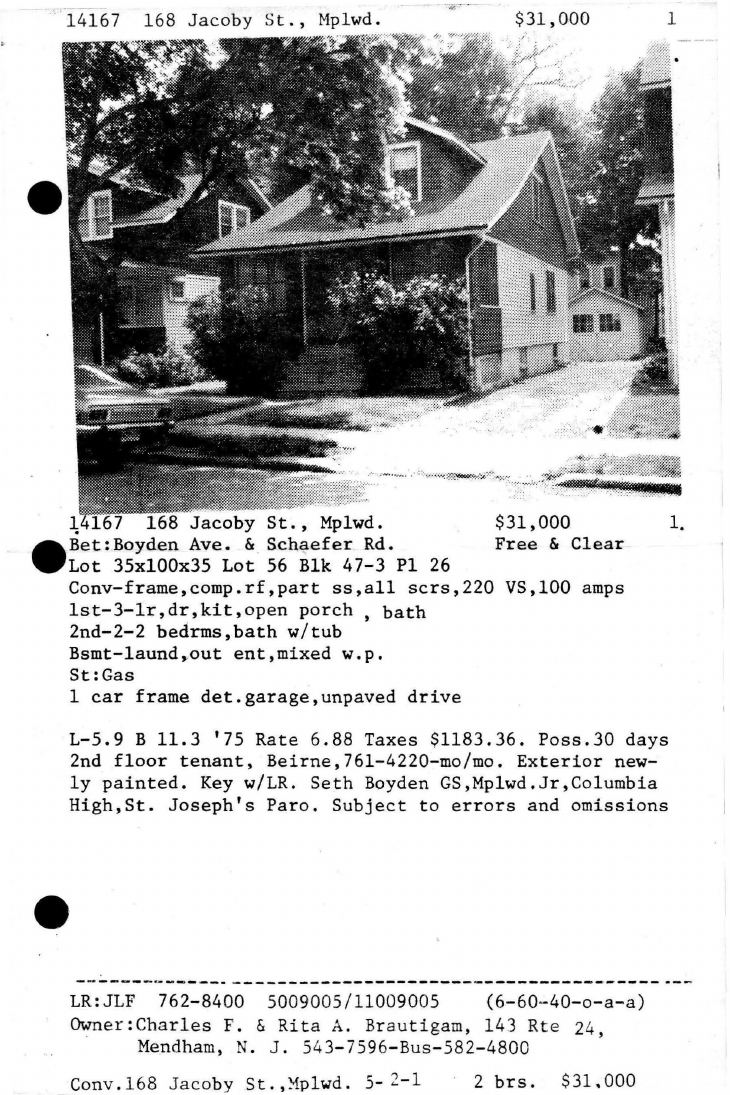 14167 168 Jacoby St., Mplwd. $31,000 1
14167 168 Jacoby St., Mplwd. $31,000 1.
Bet:Boyden Ave. & Schaefer Rd. Free & Clear
Lot 35x100x35 Lot 56 Blk 47-3 Pl 26
Conv-frame,comp.rf,part ss,all scrs,220 VS,100 amps
1st-3-lr,dr,kit,open porch , bath
2nd-2-2 bedrms,bath w/tub
Bsmt-laund,out ent,mixed w.p.
St:Gas
1 car frame det.garage,unpaved drive
L-5.9 B 11.3 '75 Rate 6.88 Taxes $1183.36. Poss.30 days
2nd floor tenant, Beirne,761-4220-mo/mo. Exterior new-
ly painted. Key w/LR. Seth Boyden GS,Mplwd.Jr,Columbia
High,St. Joseph's Paro. Subject to errors and omissions
LR:JLF 762-8400 5009005/11009005 (6-60-40-o-a-a)
Owner:Charles F. & Rita A. Brautigam, 143 Rte 24,
Mendham, N. J. 543-7596-Bus-582-4800
Conv.168 Jacoby St.,Mplwd. 5-2-1 2 brs. $31,000